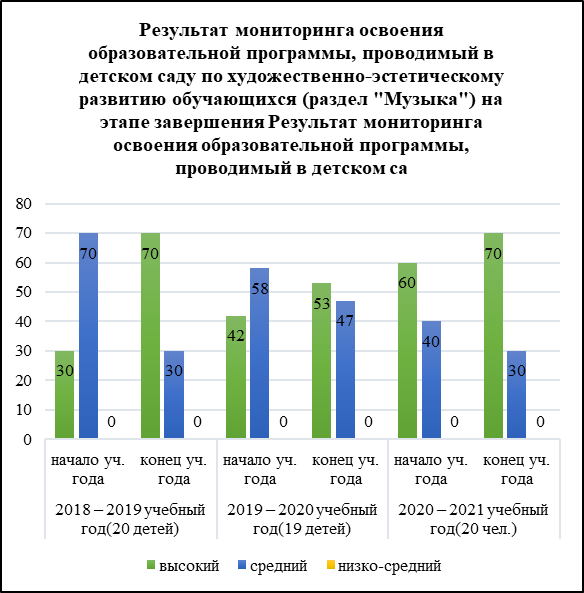 Результат мониторинга освоения
образовательной программы, проводимый в
детском саду по художественно-эстетическому
развитию обучающихся (раздел "Музыка") на
этапе завершения Результат мониторинга
освоения образовательной программы,
проводимый в детском са
80
70
60
50
40
30
20
10
0
30
70
0
70
30
0
42
58
0
53
47
0
60
40
0
70
30
0
начало уч.
года
конец уч.
года
начало уч.
года
конец уч.
года
начало уч.
года
конец уч.
года
2018 – 2019 учебный
год(20 детей)
2019 – 2020 учебный
год(19 детей)
2020 – 2021 учебный
год(20 чел.)
высокий
средний
низко-средний